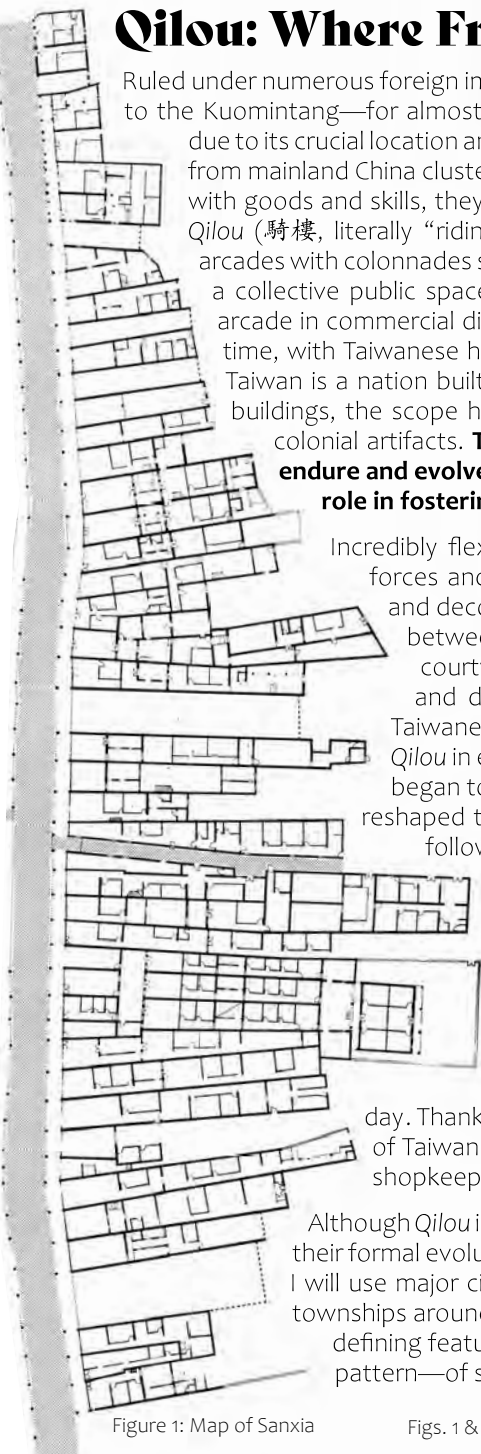 Qilou: Where Fr
Ruled under numerous foreign in
to the Kuomintang—for almost
due to its crucial location an
from mainland China cluste
with goods and skills, they
Qilou (騎樓, literally “ridin
arcades with colonnades s
a collective public space
arcade in commercial di
time, with Taiwanese h
Taiwan is a nation built
buildings, the scope h
colonial artifacts. T
endure and evolve
role in fosterin
Incredibly flex
forces and
and deco
betwee
court
and d
Taiwane
Qilou in e
began to
reshaped t
follow
day. Thank
of Taiwan
shopkeep
Although Qilou i
their formal evolu
I will use major ci
townships around
defining featu
pattern—of s
Figure 1: Map of Sanxia
Figs. 1 &